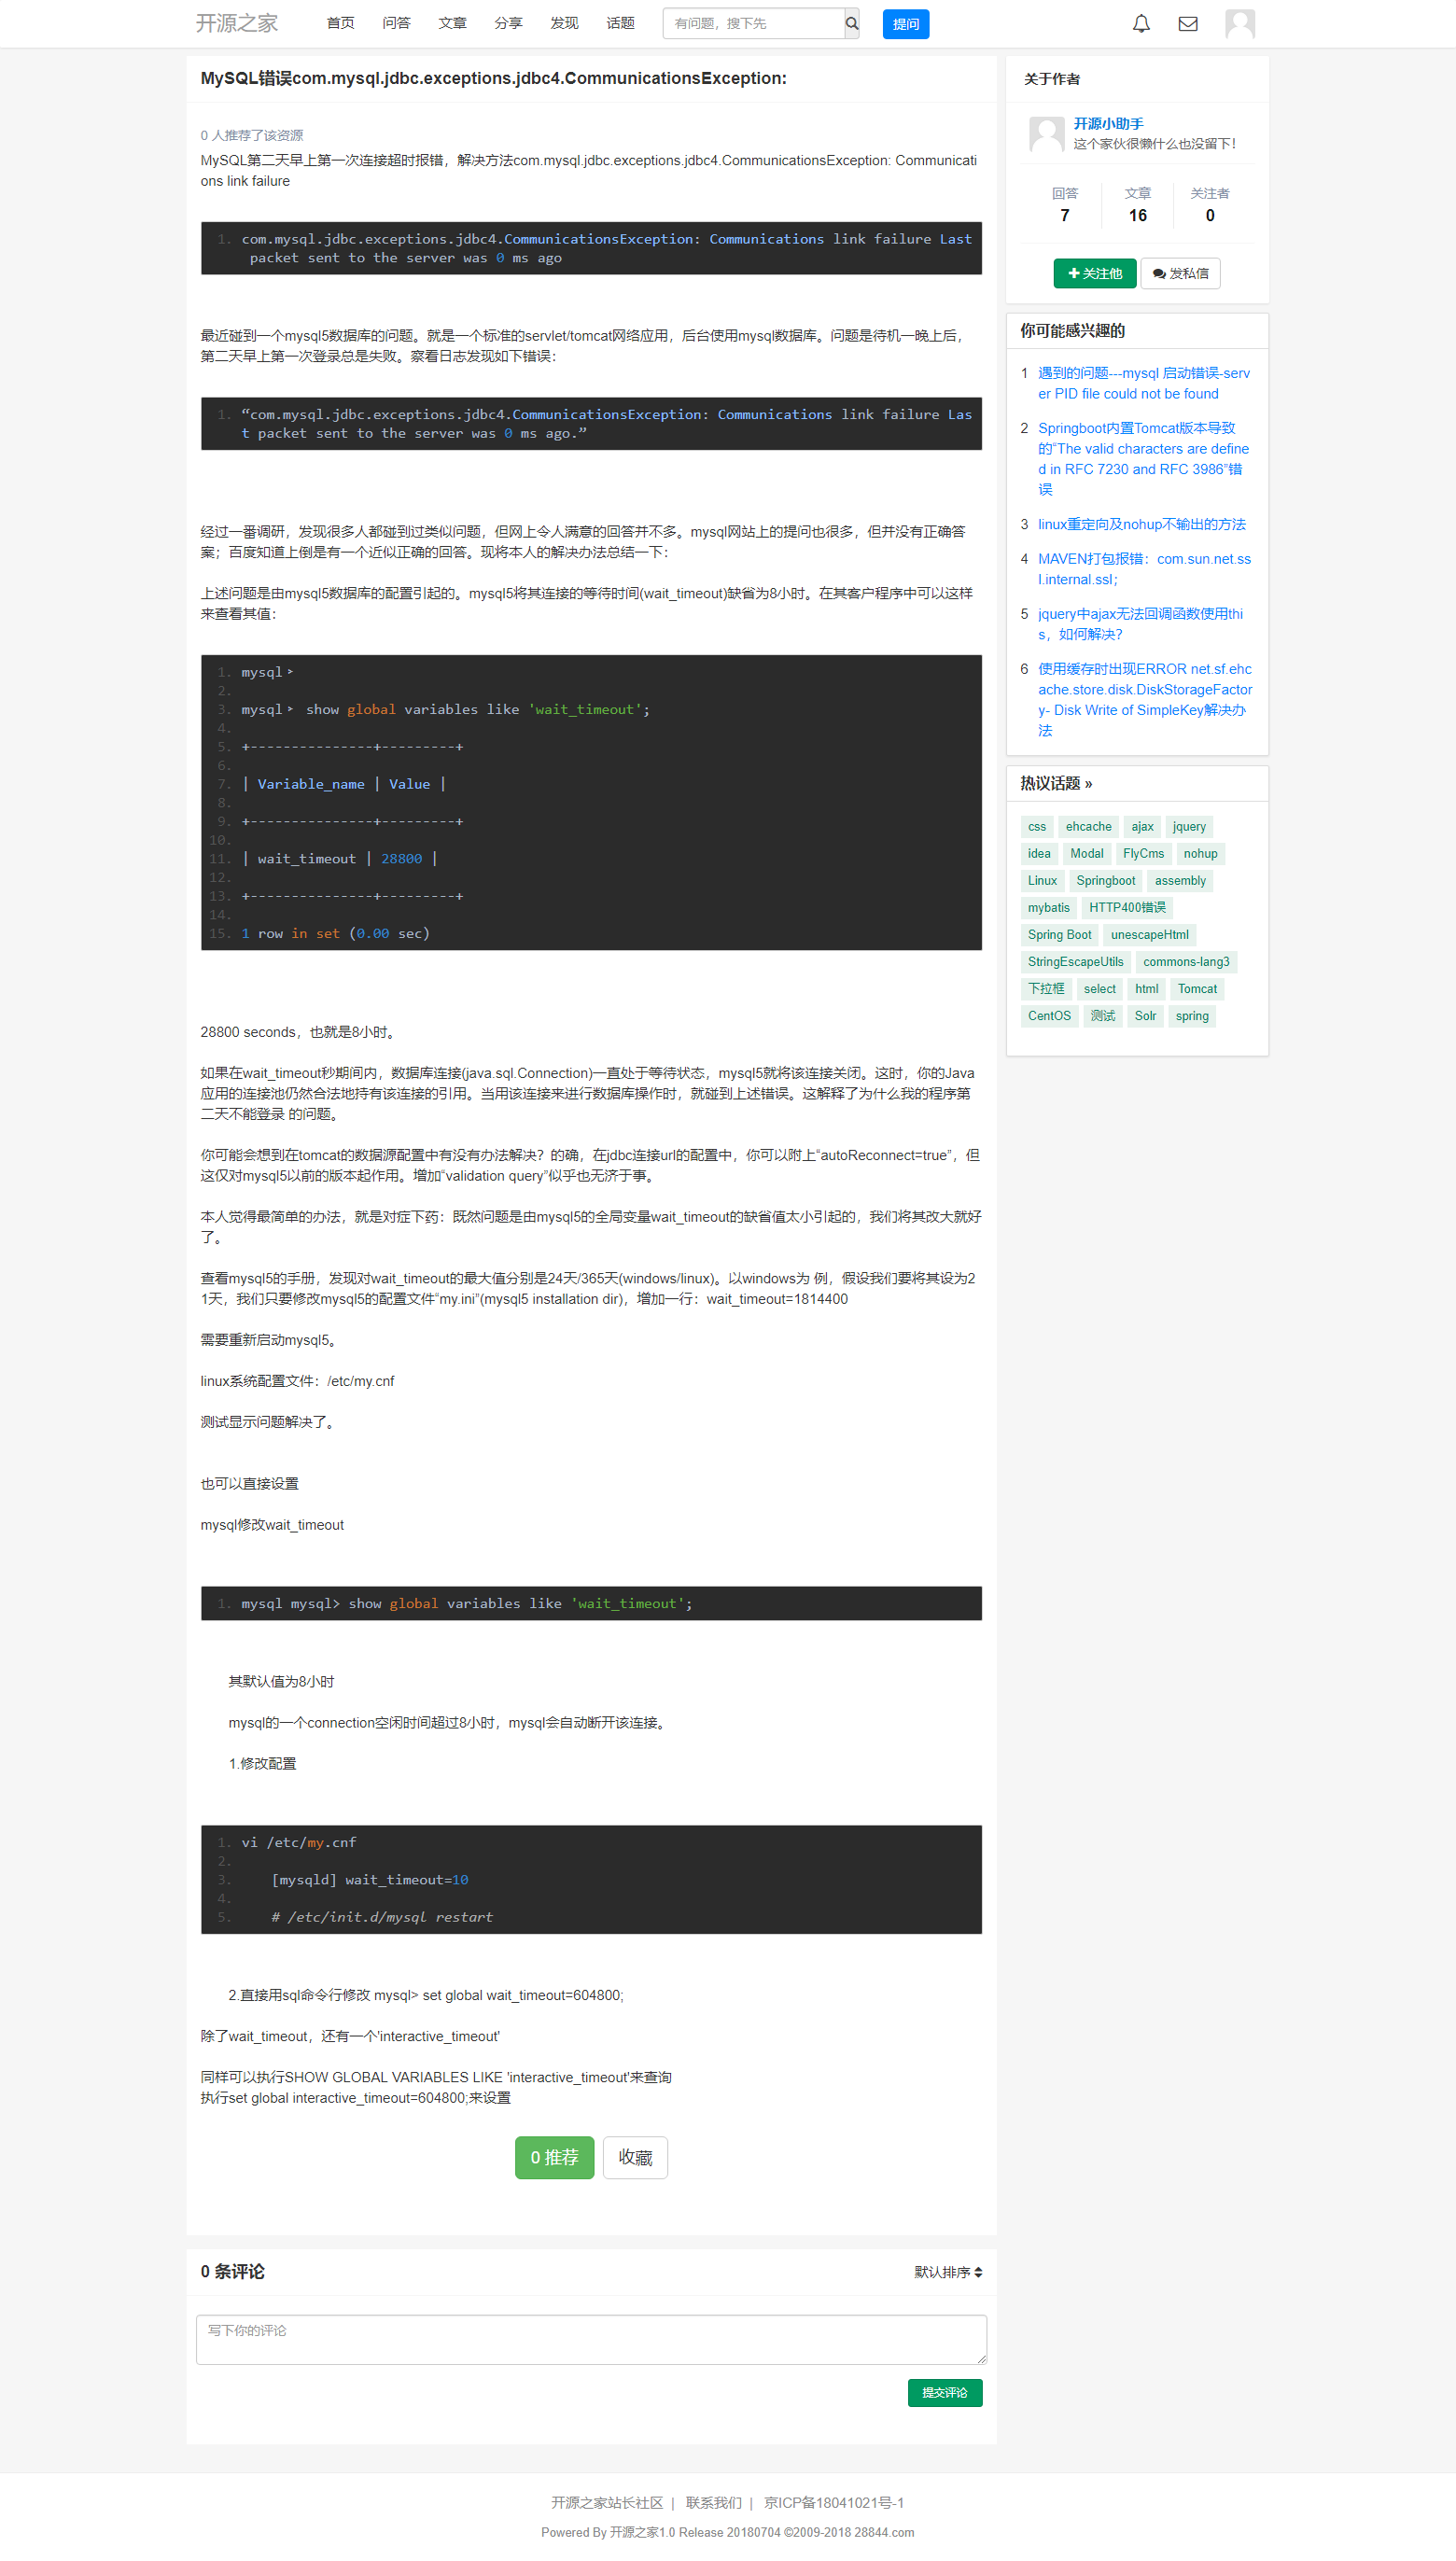 开源之家 首页 问答 文章 分享 发现 话题 有问题，搜下先 提问
MySQL错误com.mysql.jdbc.exceptions.jdbc4.CommunicationsException:
0 人推荐了该资源
MySQL第二天早上第一次连接超时报错，解决方法com.mysql.jdbc.exceptions.jdbc4.CommunicationsException: Communicati
ons link failure
1. com.mysql.jdbc.exceptions.jdbc4.CommunicationsException: Communications link failure Last
packet sent to the server was 0 ms ago
最近碰到一个mysql5数据库的问题。就是一个标准的servlet/tomcat网络应用，后台使用mysql数据库。问题是待机一晚上后，
第二天早上第一次登录总是失败。察看日志发现如下错误：
1. “com.mysql.jdbc.exceptions.jdbc4.CommunicationsException: Communications link failure Las
t packet sent to the server was 0 ms ago.”
经过一番调研，发现很多人都碰到过类似问题，但网上令人满意的回答并不多。mysql网站上的提问也很多，但并没有正确答
案；百度知道上倒是有一个近似正确的回答。现将本人的解决办法总结一下：
上述问题是由mysql5数据库的配置引起的。mysql5将其连接的等待时间(wait_timeout)缺省为8小时。在其客户程序中可以这样
来查看其值：
1. mysql﹥
2.
3. mysql﹥ show global variables like 'wait_timeout';
4.
5. +---------------+---------+
6.
7. | Variable_name | Value |
8.
9. +---------------+---------+
10.
11. | wait_timeout | 28800 |
12.
13. +---------------+---------+
14.
15. 1 row in set (0.00 sec)
28800 seconds，也就是8小时。
如果在wait_timeout秒期间内，数据库连接(java.sql.Connection)一直处于等待状态，mysql5就将该连接关闭。这时，你的Java
应用的连接池仍然合法地持有该连接的引用。当用该连接来进行数据库操作时，就碰到上述错误。这解释了为什么我的程序第
二天不能登录 的问题。
你可能会想到在tomcat的数据源配置中有没有办法解决？的确，在jdbc连接url的配置中，你可以附上“autoReconnect=true”，但
这仅对mysql5以前的版本起作用。增加“validation query”似乎也无济于事。
本人觉得最简单的办法，就是对症下药：既然问题是由mysql5的全局变量wait_timeout的缺省值太小引起的，我们将其改大就好
了。
查看mysql5的手册，发现对wait_timeout的最大值分别是24天/365天(windows/linux)。以windows为 例，假设我们要将其设为2
1天，我们只要修改mysql5的配置文件“my.ini”(mysql5 installation dir)，增加一行：wait_timeout=1814400
需要重新启动mysql5。
linux系统配置文件：/etc/my.cnf
测试显示问题解决了。
也可以直接设置
mysql修改wait_timeout
1. mysql mysql> show global variables like 'wait_timeout';
其默认值为8小时
mysql的一个connection空闲时间超过8小时，mysql会自动断开该连接。
1.修改配置
1. vi /etc/my.cnf
2.
3. [mysqld] wait_timeout=10
4.
5. # /etc/init.d/mysql restart
2.直接用sql命令行修改 mysql> set global wait_timeout=604800;
除了wait_timeout，还有一个'interactive_timeout'
同样可以执行SHOW GLOBAL VARIABLES LIKE 'interactive_timeout'来查询
执行set global interactive_timeout=604800;来设置
0 推荐 收藏
0 条评论 默认排序
写下你的评论
提交评论
关于作者
开源小助手
这个家伙很懒什么也没留下！
回答 文章 关注者
7 16 0
关注他 发私信
你可能感兴趣的
1 遇到的问题---mysql 启动错误-serv
er PID file could not be found
2 Springboot内置Tomcat版本导致
的“The valid characters are define
d in RFC 7230 and RFC 3986”错
误
3 linux重定向及nohup不输出的方法
4 MAVEN打包报错：com.sun.net.ss
l.internal.ssl；
5 jquery中ajax无法回调函数使用thi
s，如何解决？
6 使用缓存时出现ERROR net.sf.ehc
ache.store.disk.DiskStorageFactor
y- Disk Write of SimpleKey解决办
法
热议话题 »
css ehcache ajax jquery
idea Modal FlyCms nohup
Linux Springboot assembly
mybatis HTTP400错误
Spring Boot unescapeHtml
StringEscapeUtils commons-lang3
下拉框 select html Tomcat
CentOS 测试 Solr spring
开源之家站长社区 | 联系我们 | 京ICP备18041021号-1
Powered By 开源之家1.0 Release 20180704 ©2009-2018 28844.com